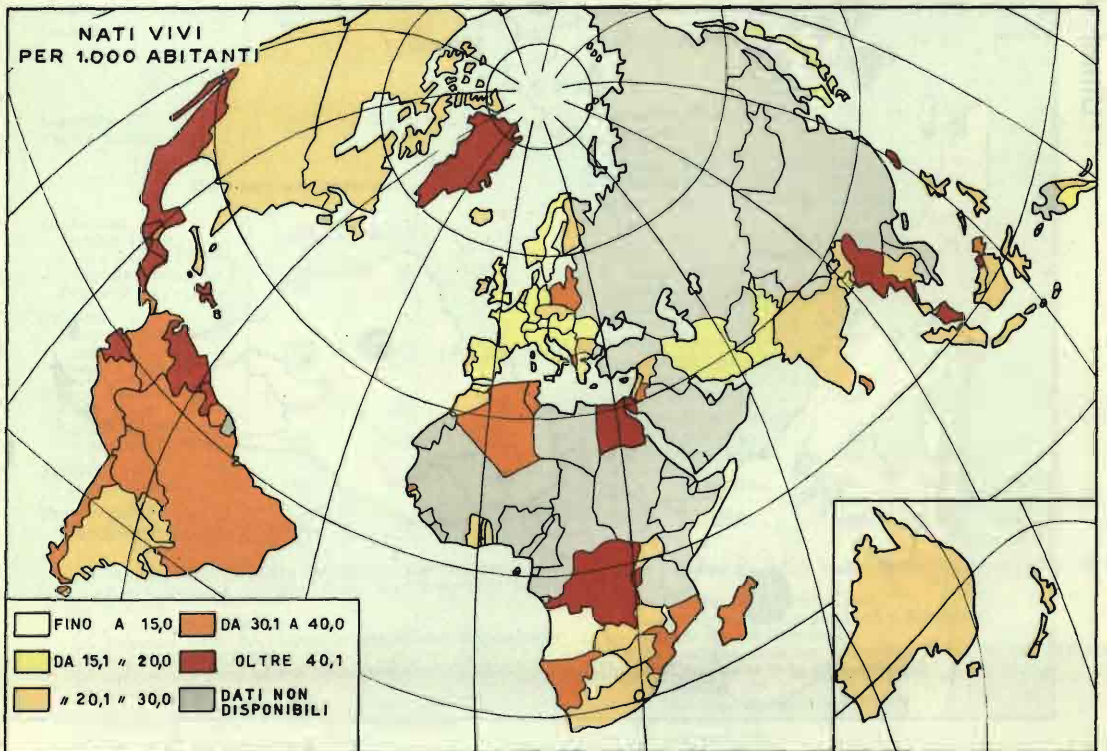 NATI VIVI
PER 1.000 ABITANTI
FINO A 15,0
DA 15,1 " 20,0
" 20,1 " 30,0
DA 30,1 A 40,0
OLTRE 40,1
DATI NON
DISPONIBILI